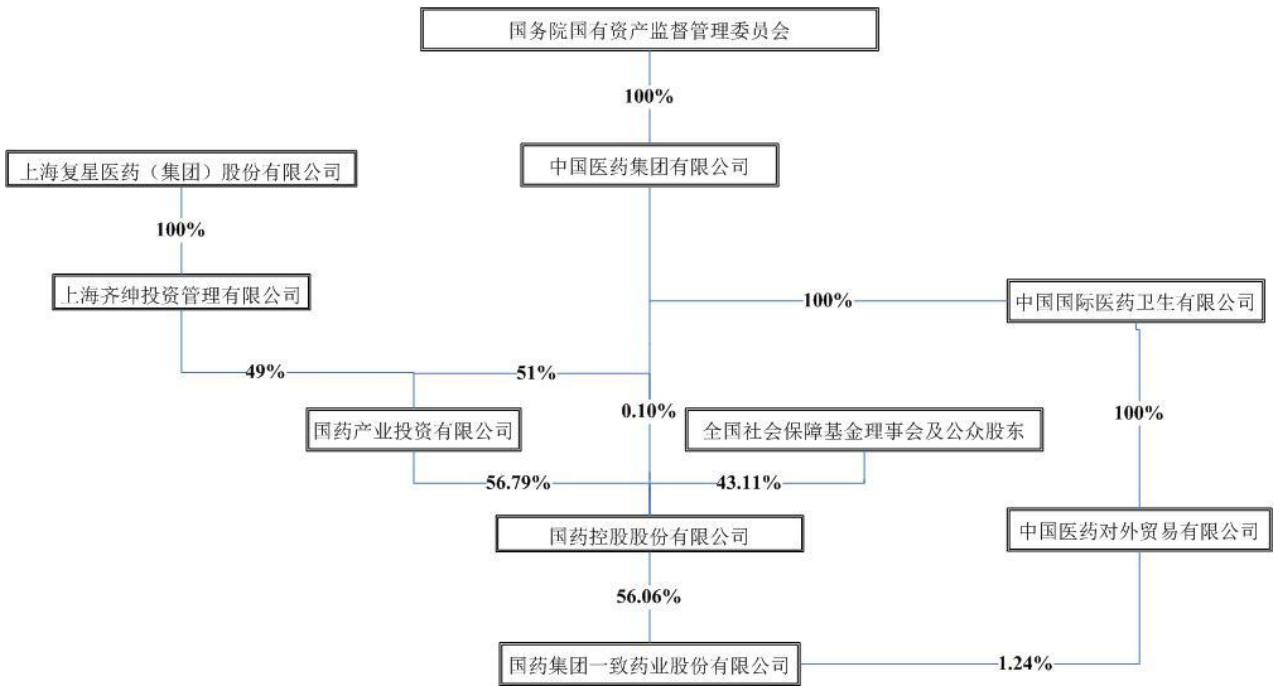 国务院国有资产监督管理委员会
100%
上海复星医药（集团）股份有限公司
中国医药集团有限公司
100%
上海齐绅投资管理有限公司
100%
中国国际医药卫生有限公司
49%
51%
国药产业投资有限公司
0.10%
全国社会保障基金理事会及公众股东
100%
56.79%
43.11%
国药控股股份有限公司
中国医药对外贸易有限公司
56.06%
国药集团一致药业股份有限公司
1.24%